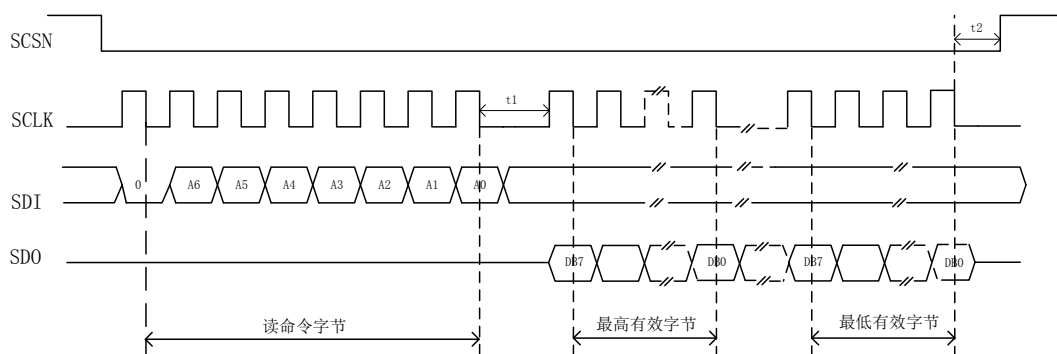 SCSN
t2
SCLK
t1
SDI
0 A6 A5 A4 A3 A2 A1 A0
SDO
DB7 DB0 DB7 DB0
读命令字节 最高有效字节 最低有效字节